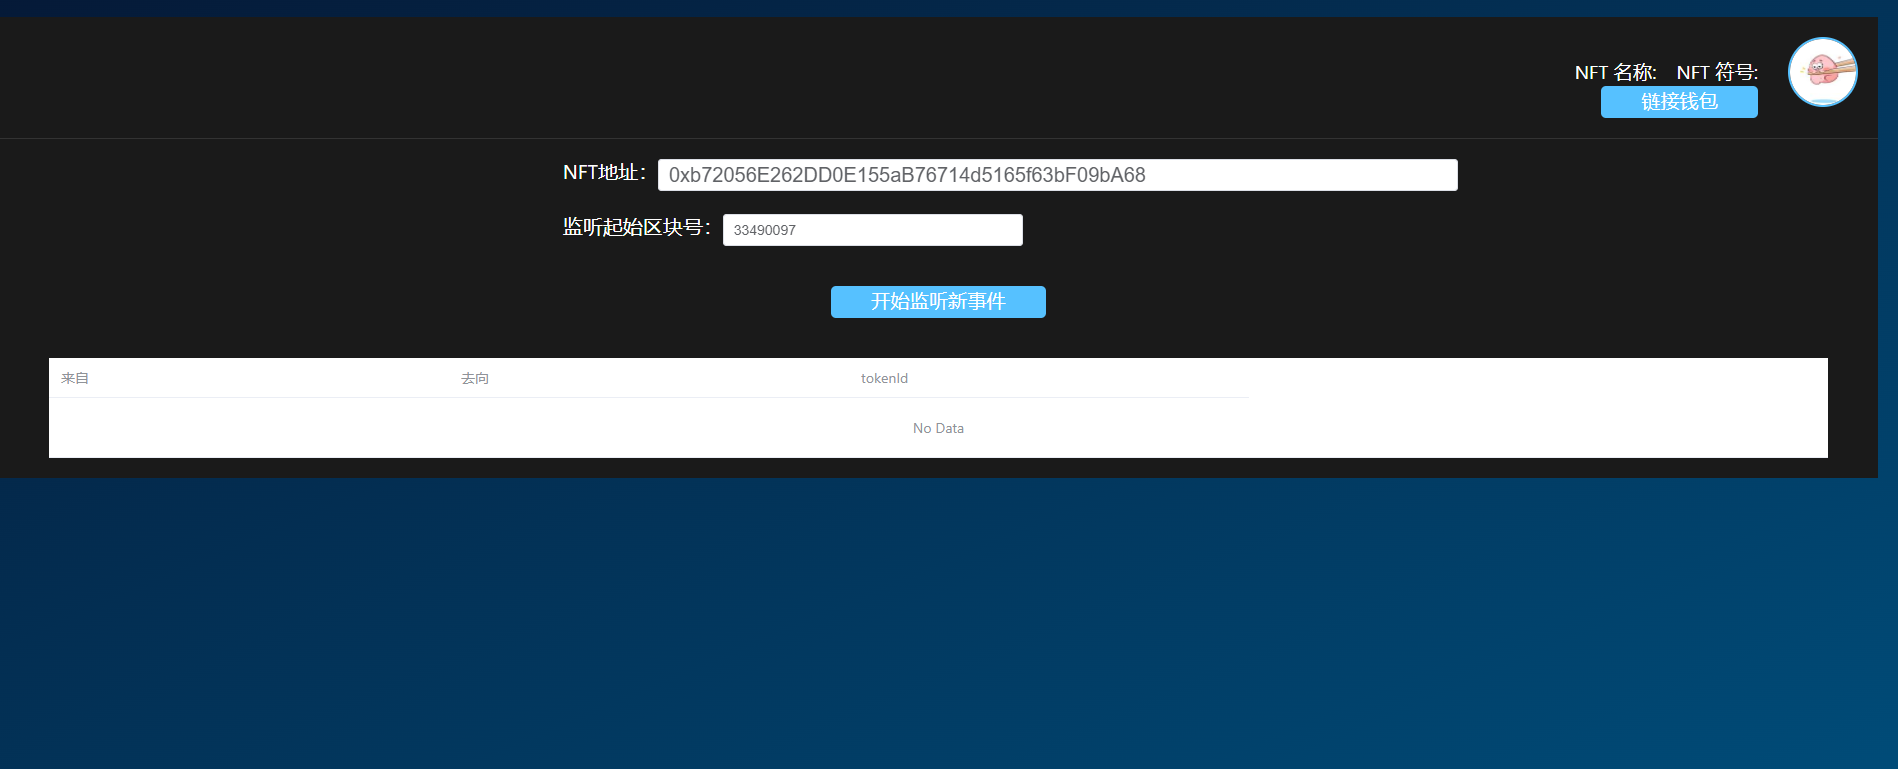 NFT 名称: NFT 符号:
链接钱包
NFT地址： 0xb72056E262DD0E155aB76714d5165f63bF09bA68
监听起始区块号： 33490097
开始监听新事件
来自 去向 tokenId
No Data